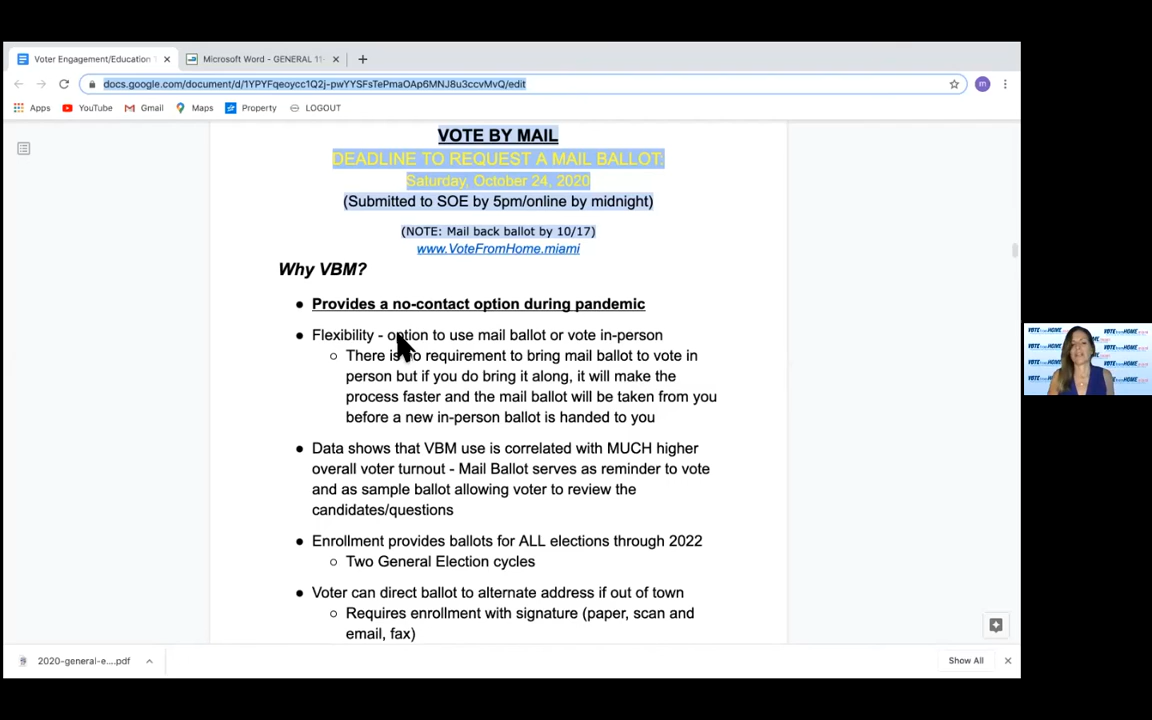 Voter Engagement/Education
Microsoft Word - GENERAL 11-
docs.google.com/document/d/1YPYFqeoycc1Q2j-pwYYSFsTePmaOAp6MNJ8u3ccvMvQ/edit
m
Apps YouTube Gmail Maps Property LOGOUT
VOTE BY MAIL
DEADLINE TO REQUEST A MAIL BALLOT:
Saturday, October 24, 2020
(Submitted to SOE by 5pm/online by midnight)
(NOTE: Mail back ballot by 10/17)
www.VoteFromHome.miami
Why VBM?
● Provides a no-contact option during pandemic
● Flexibility - option to use mail ballot or vote in-person
○ There is no requirement to bring mail ballot to vote in
person but if you do bring it along, it will make the
process faster and the mail ballot will be taken from you
before a new in-person ballot is handed to you
● Data shows that VBM use is correlated with MUCH higher
overall voter turnout - Mail Ballot serves as reminder to vote
and as sample ballot allowing voter to review the
candidates/questions
● Enrollment provides ballots for ALL elections through 2022
○ Two General Election cycles
● Voter can direct ballot to alternate address if out of town
○ Requires enrollment with signature (paper, scan and
email, fax)
2020-general-e....pdf
Show All